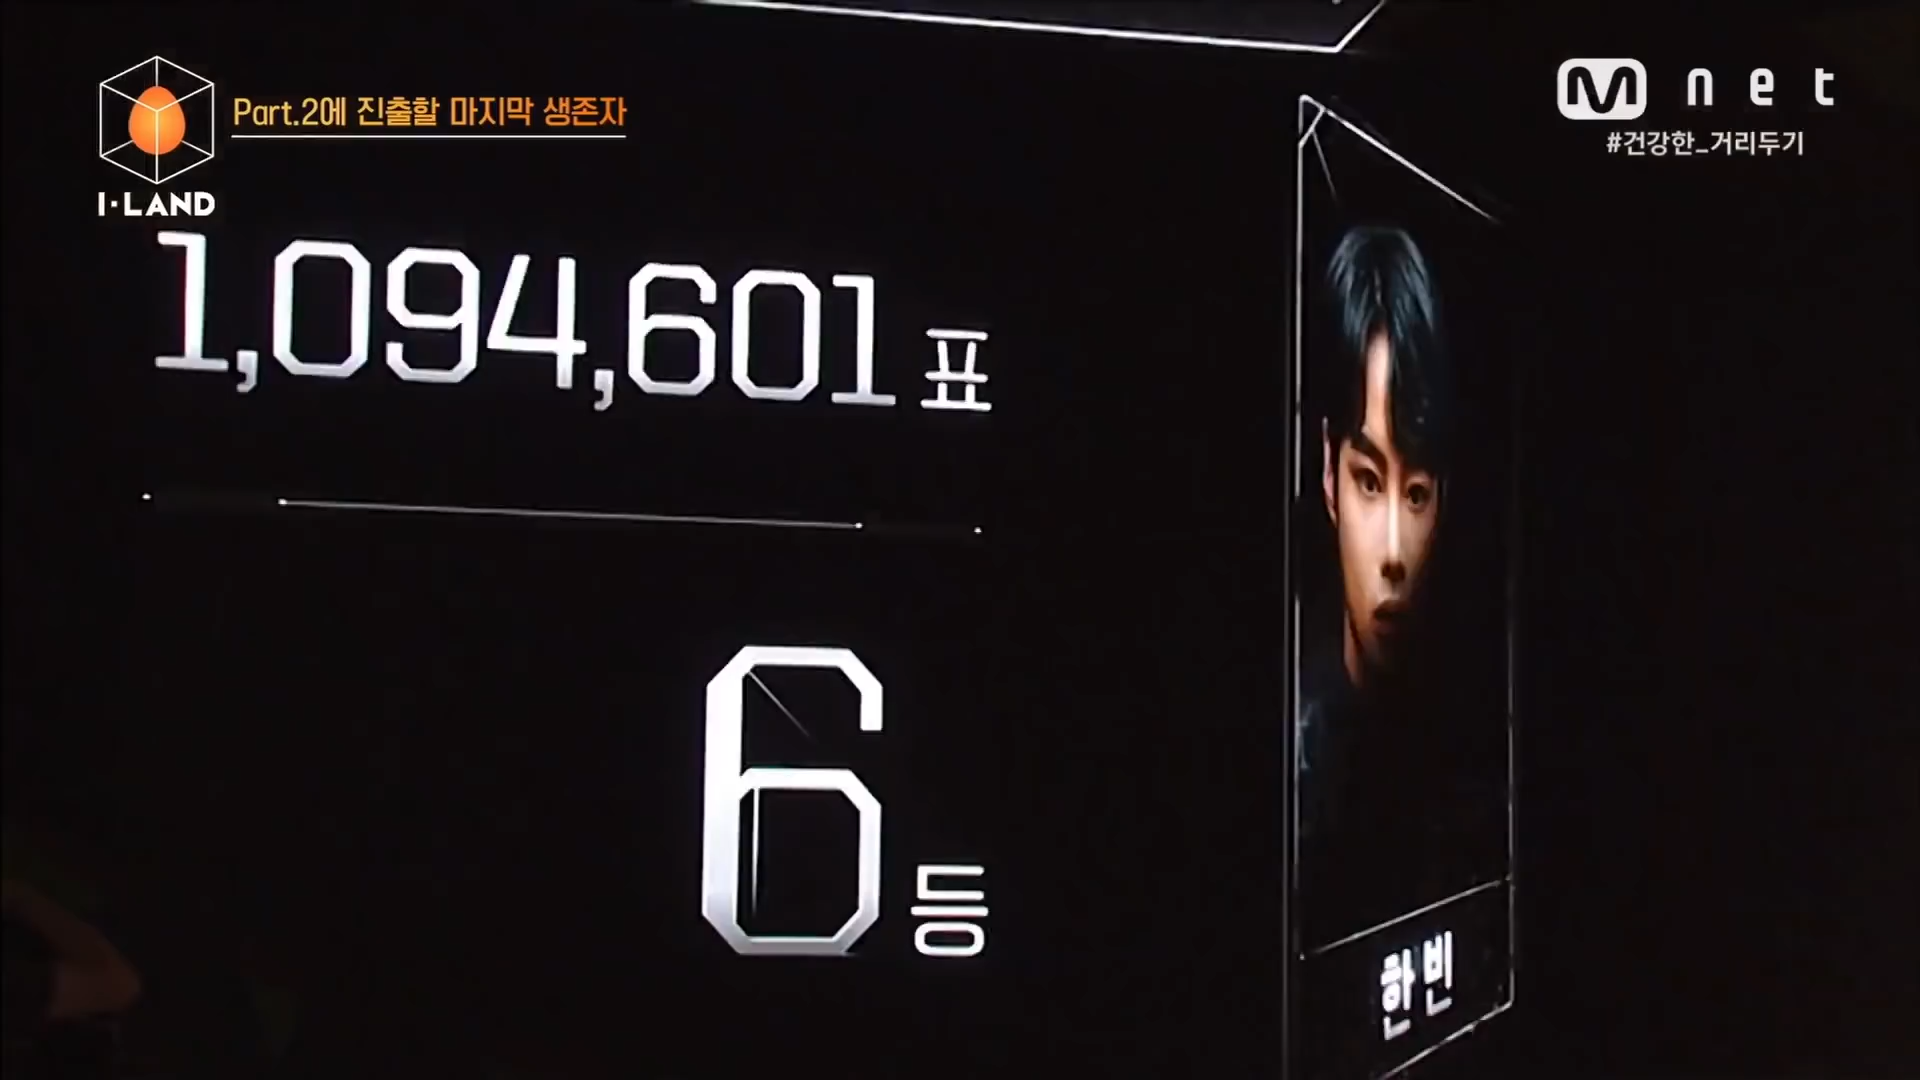 Part.2에 진출할 마지막 생존자
I·LAND
Mnet
#건강한_거리두기
1,094,601 표
6 등
한빈